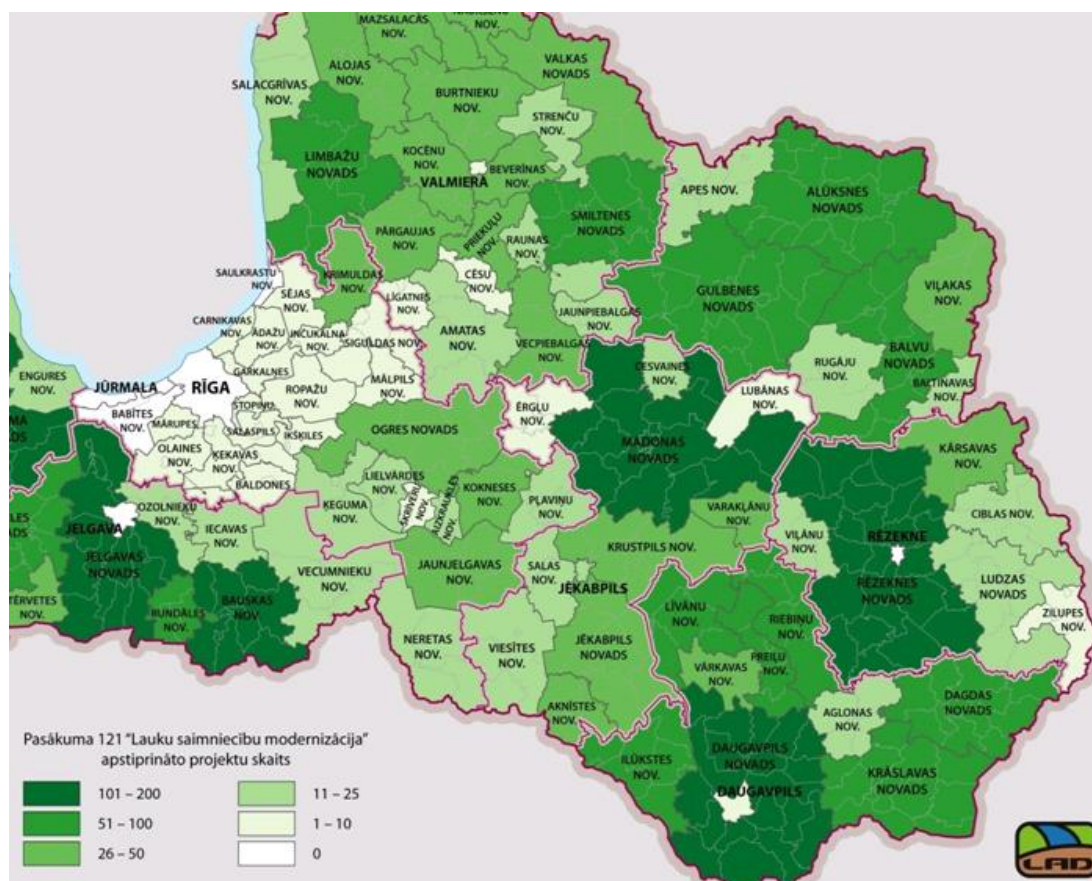 MAZSALACAS
NOV.
ALOJAS
NOV.
VALKAS
NOVADS
SALACGRĪVAS
NOV.
BURTNIEKU
NOV.
STRENČU
NOV.
LIMBAŽU
NOVADS
KOCĒNU
NOV.
BEVERĪNAS
NOV.
VALMIERA
APES NOV.
ALŪKSNES
NOVADS
SMILTENES
NOVADS
PĀRGAUJAS
NOV.
PRIEKUĻU
NOV.
RAUNAS
NOV.
SAULKRASTU
NOV.
KRIMULDAS
NOV.
CĒSU
NOV.
SĒJAS
NOV.
LĪGATNES
NOV.
GULBENES
NOVADS
VIĻAKAS
NOV.
CARNIKAVAS
NOV.
ĀDAŽU
NOV.
INČUKALNA
NOV.
SIGULDAS NOV.
AMATAS
NOV.
JAUNPIEBALGAS
NOV.
VECPIEBALGAS
NOV.
BALVU
NOVADS
RUGĀJU
NOV.
BALTINAVAS
NOV.
ENGURES
NOV.
JŪRMALA
RĪGA
GARKALNES
ROPAŽU
NOV.
MĀLPILS
NOV.
CESVAINES
NOV.
LUBĀNAS
NOV.
BABĪTES
NOV.
MĀRUPES
NOV.
STOPIŅU
SALASPILS
IKŠĶILES
ĒRGĻU
NOV.
OGRES NOVADS
MADONAS
NOVADS
OLAINES
NOV.
ĶEKAVAS
NOV.
BALDONES
KĀRSAVAS
NOV.
LIELVĀRDES
NOV.
SKRĪVERU
NOV.
AIZKRAUKLES
NOV.
KOKNESES
NOV.
PĻAVIŅU
NOV.
VARAKĻĀNU
NOV.
CIBLAS NOV.
OZOLNIEKU
NOV.
IECAVAS
NOV.
ĶEGUMA
NOV.
VIĻĀNU
NOV.
JELGAVA
JELGAVAS
NOVADS
KRUSTPILS NOV.
RĒZEKNE
VECUMNIEKU
NOV.
JAUNJELGAVAS
NOV.
SALAS
NOV.
JĒKABPILS
RĒZEKNES
NOVADS
LUDZAS
NOVADS
TĒRVETES
NOV.
RUNDĀLES
NOV.
BAUSKAS
NOV.
LĪVĀNU
NOV.
RIEBIŅU
NOV.
ZILUPES
NOV.
NERETAS
NOV.
VIESĪTES
NOV.
JĒKABPILS
NOVADS
VĀRKAVAS
NOV.
PREIĻU
NOV.
AKNĪSTES
NOV.
AGLONAS
NOV.
DAGDAS
NOVADS
ILŪKSTES
NOV.
DAUGAVPILS
NOVADS
DAUGAVPILS
KRĀSLAVAS
NOVADS
Pasākuma 121 "Lauku saimniecību modernizācija"
apstiprināto projektu skaits
101 – 200
11 – 25
51 – 100
1 – 10
26 – 50
0
LAD